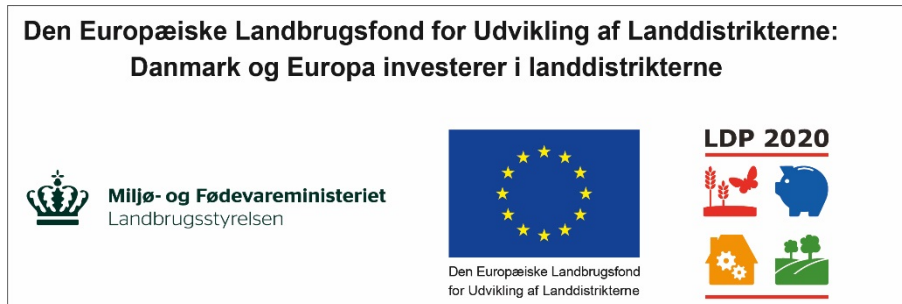 Den Europæiske Landbrugsfond for Udvikling af Landdistrikterne:
Danmark og Europa investerer i landdistrikterne
Miljø- og Fødevareministeriet
Landbrugsstyrelsen
Den Europæiske Landbrugsfond
for Udvikling af Landdistrikterne
LDP 2020